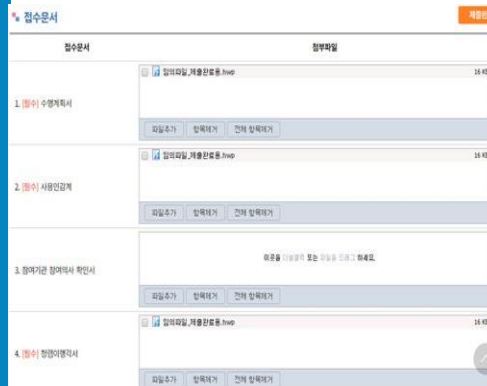 접수문서
제출완
접수문서 첨부파일
임의파일_제출완료용.hwp 16 KB
1. [필수] 수행계획서
파일추가 항목제거 전체 항목제거
임의파일_제출완료용.hwp 16 KB
2. [필수] 사용인감계
파일추가 항목제거 전체 항목제거
이곳을 더블클릭 또는 파일을 드래그 하세요.
3. 참여기관 참여의사 확인서
파일추가 항목제거 전체 항목제거
임의파일_제출완료용.hwp 16 KB
4. [필수] 청렴이행각서
파일추가 항목제거 전체 항목제거